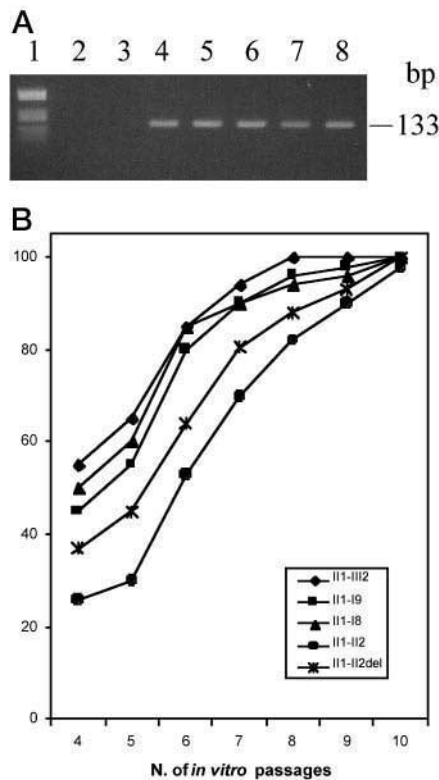 A
1 2 3 4 5 6 7 8
bp
133
B
100
80
60
40
20
0
II1-III2
II1-I9
II1-I8
II1-II2
II1-II2del
4 5 6 7 8 9 10
N. of in vitro passages